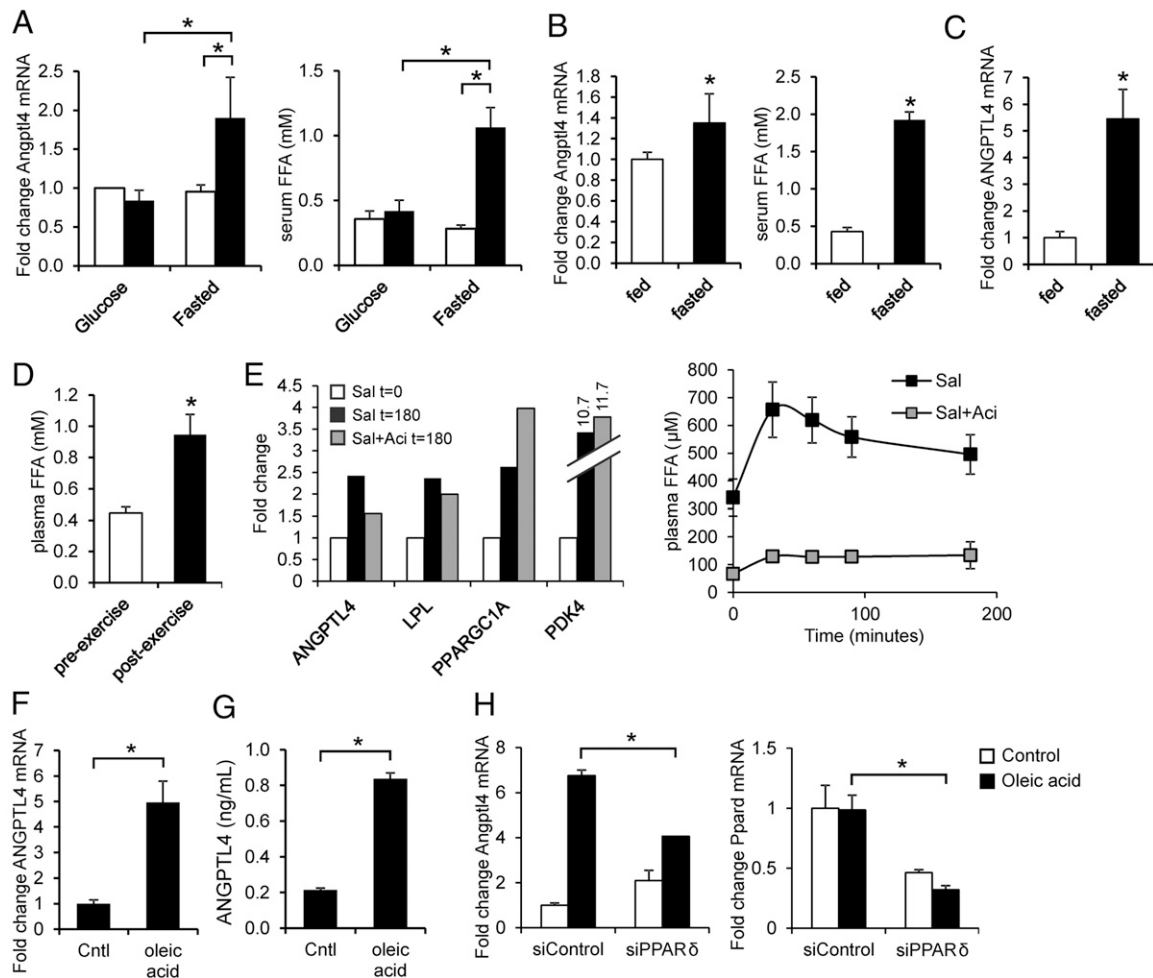 A
Fold change Angptl4 mRNA
2.5
2.0
1.5
1.0
0.5
0.0
*
*
Glucose
Fasted
serum FFA (mM)
1.5
1.0
0.5
0.0
*
*
Glucose
Fasted
B
Fold change Angptl4 mRNA
1.8
1.6
1.4
1.2
1.0
0.8
0.6
0.4
0.2
0.0
*
fed
fasted
serum FFA (mM)
2.5
2.0
1.5
1.0
0.5
0.0
*
fed
fasted
C
Fold change ANGPTL4 mRNA
7
6
5
4
3
2
1
0
*
fed
fasted
D
plasma FFA (mM)
1.2
1.0
0.8
0.6
0.4
0.2
0.0
*
pre-exercise
post-exercise
E
Fold change
4.5
4
3.5
3
2.5
2
1.5
1
0.5
0
Sal t=0
Sal t=180
Sal+Aci t=180
10.7
11.7
ANGPTL4
LPL
PPARGC1A
PDK4
plasma FFA (µM)
800
700
600
500
400
300
200
100
0
Sal
Sal+Aci
0
100
200
Time (minutes)
F
Fold change ANGPTL4 mRNA
7
6
5
4
3
2
1
0
*
Cntl
oleic
acid
G
ANGPTL4 (ng/mL)
1.0
0.8
0.6
0.4
0.2
0.0
*
Cntl
oleic
acid
H
Fold change Angptl4 mRNA
8
6
4
2
0
*
siControl
siPPARδ
Fold change Ppard mRNA
1.5
1
0.5
0
*
siControl
siPPARδ
Control
Oleic acid